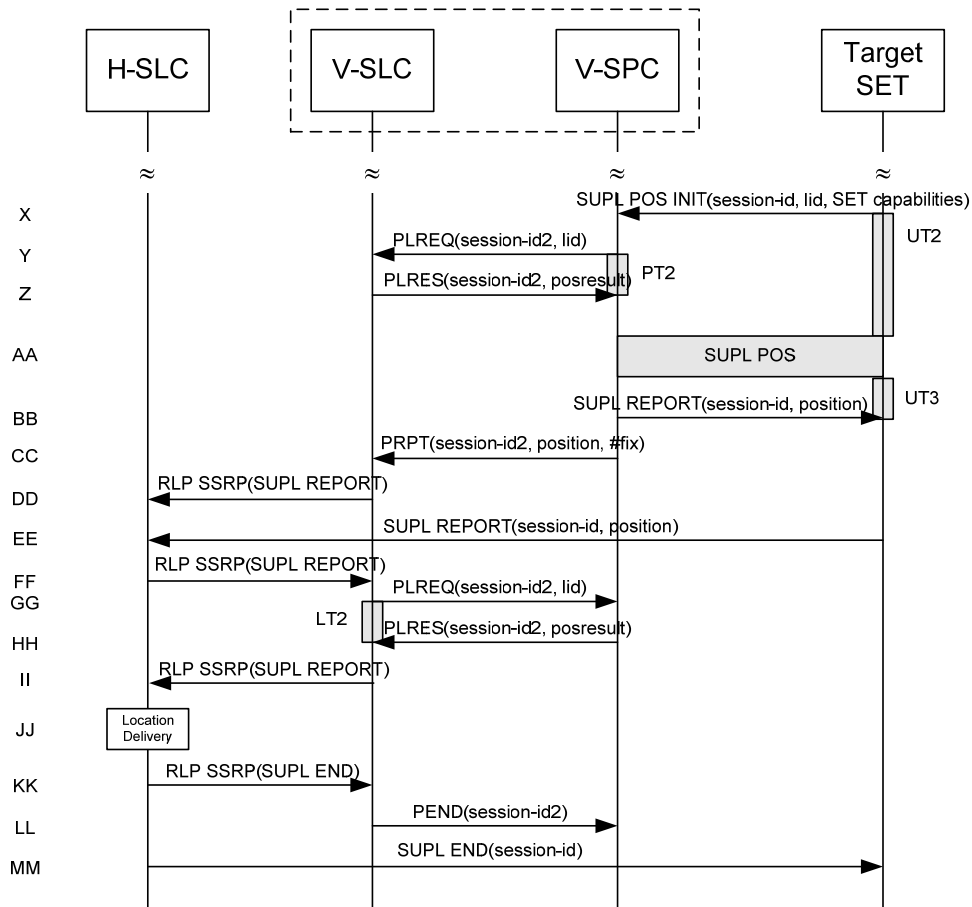 H-SLC
V-SLC
V-SPC
Target
SET
≈ ≈ ≈ ≈
X
SUPL POS INIT(session-id, lid, SET capabilities)
UT2
Y
PLREQ(session-id2, lid)
PT2
Z
PLRES(session-id2, posresult)
AA
SUPL POS
UT3
BB
SUPL REPORT(session-id, position)
CC
PRPT(session-id2, position, #fix)
DD
RLP SSRP(SUPL REPORT)
EE
SUPL REPORT(session-id, position)
FF
RLP SSRP(SUPL REPORT)
GG
PLREQ(session-id2, lid)
LT2
HH
PLRES(session-id2, posresult)
II
RLP SSRP(SUPL REPORT)
JJ
Location
Delivery
KK
RLP SSRP(SUPL END)
LL
PEND(session-id2)
MM
SUPL END(session-id)